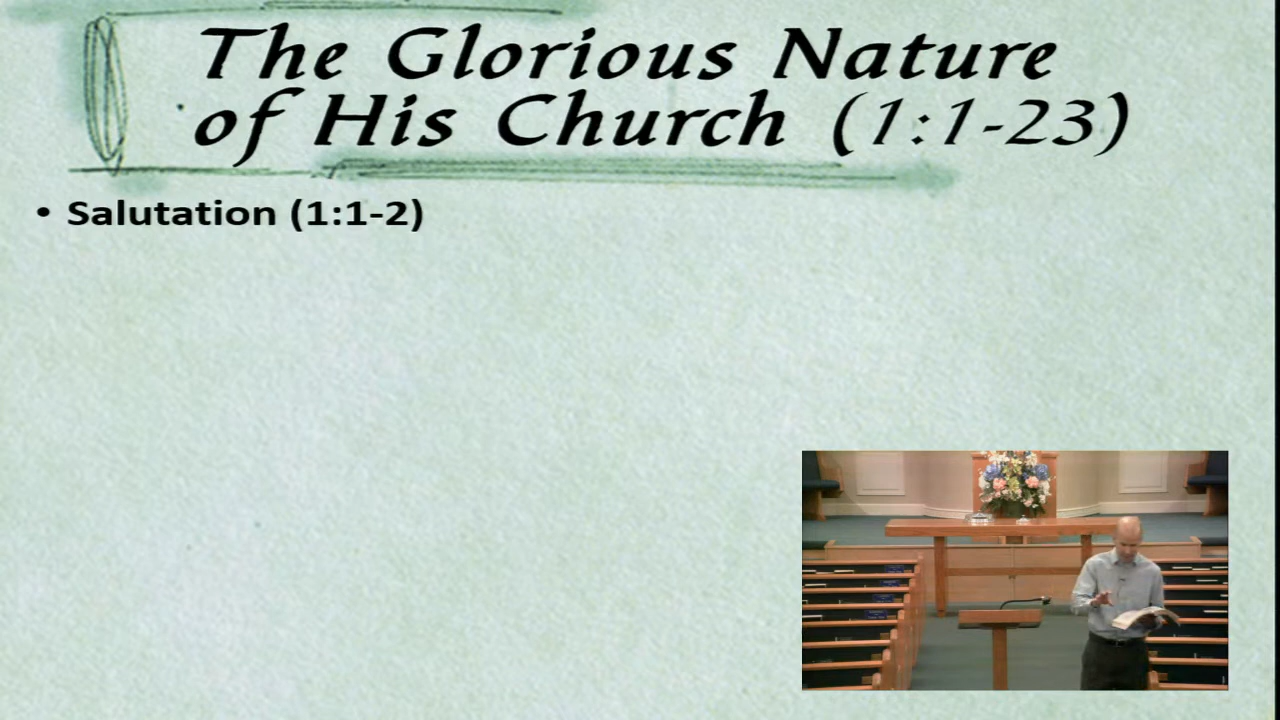 The Glorious Nature
of His Church (1:1-23)
• Salutation (1:1-2)